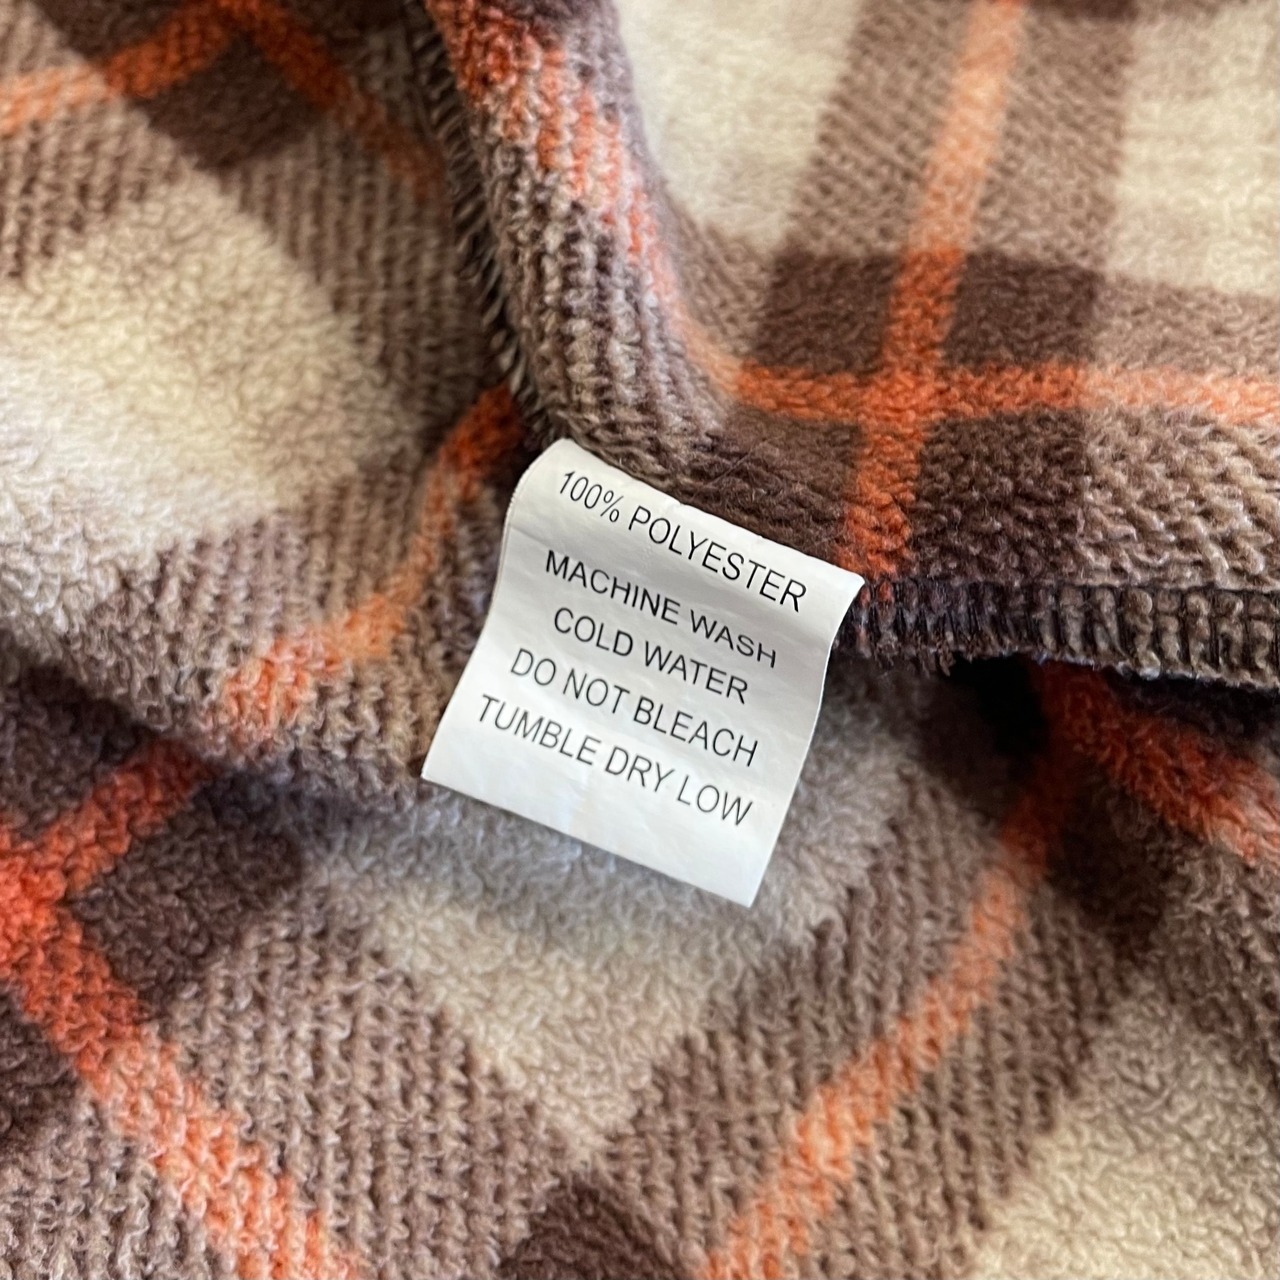 100% POLYESTER
MACHINE WASH
COLD WATER
DO NOT BLEACH
TUMBLE DRY LOW